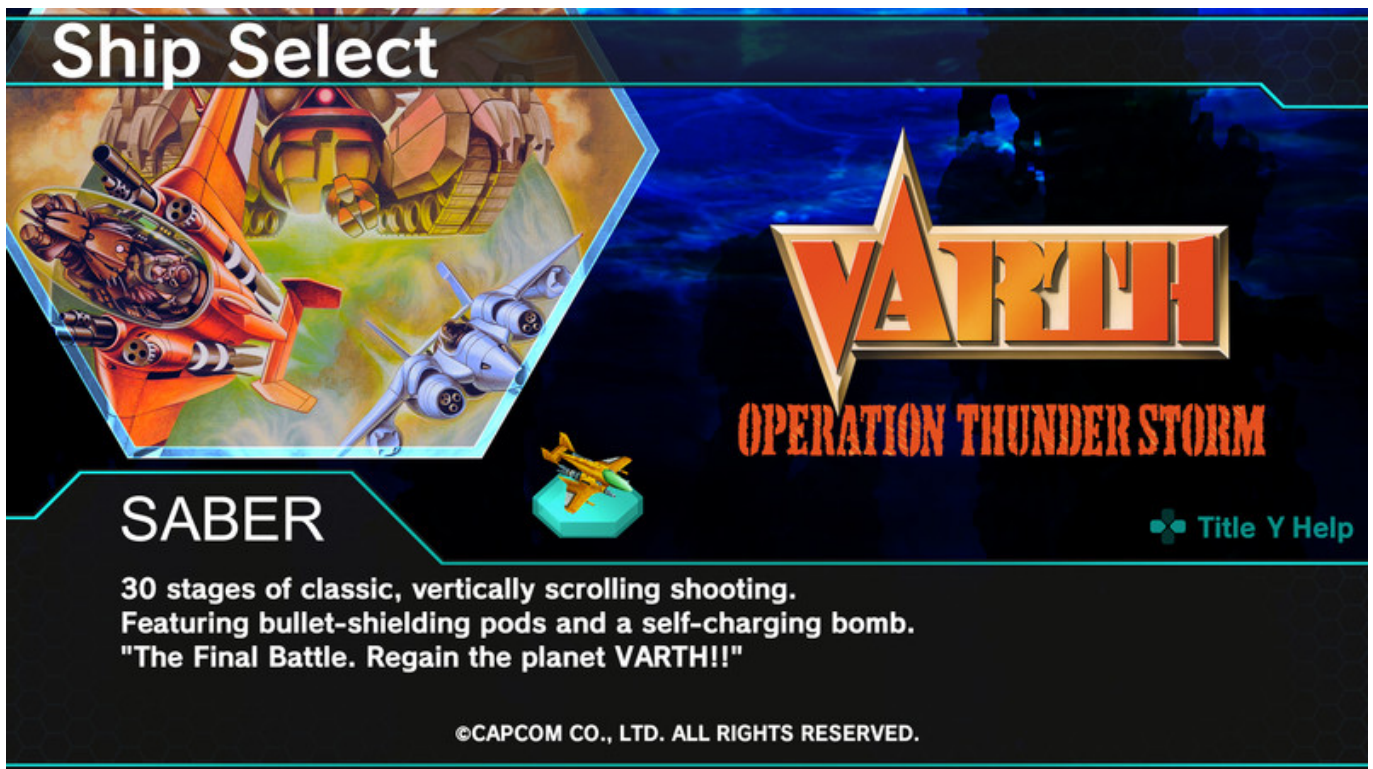 Ship Select
VARTH
OPERATION THUNDER STORM
SABER
Title Y Help
30 stages of classic, vertically scrolling shooting.
Featuring bullet-shielding pods and a self-charging bomb.
"The Final Battle. Regain the planet VARTH!!"
©CAPCOM CO., LTD. ALL RIGHTS RESERVED.